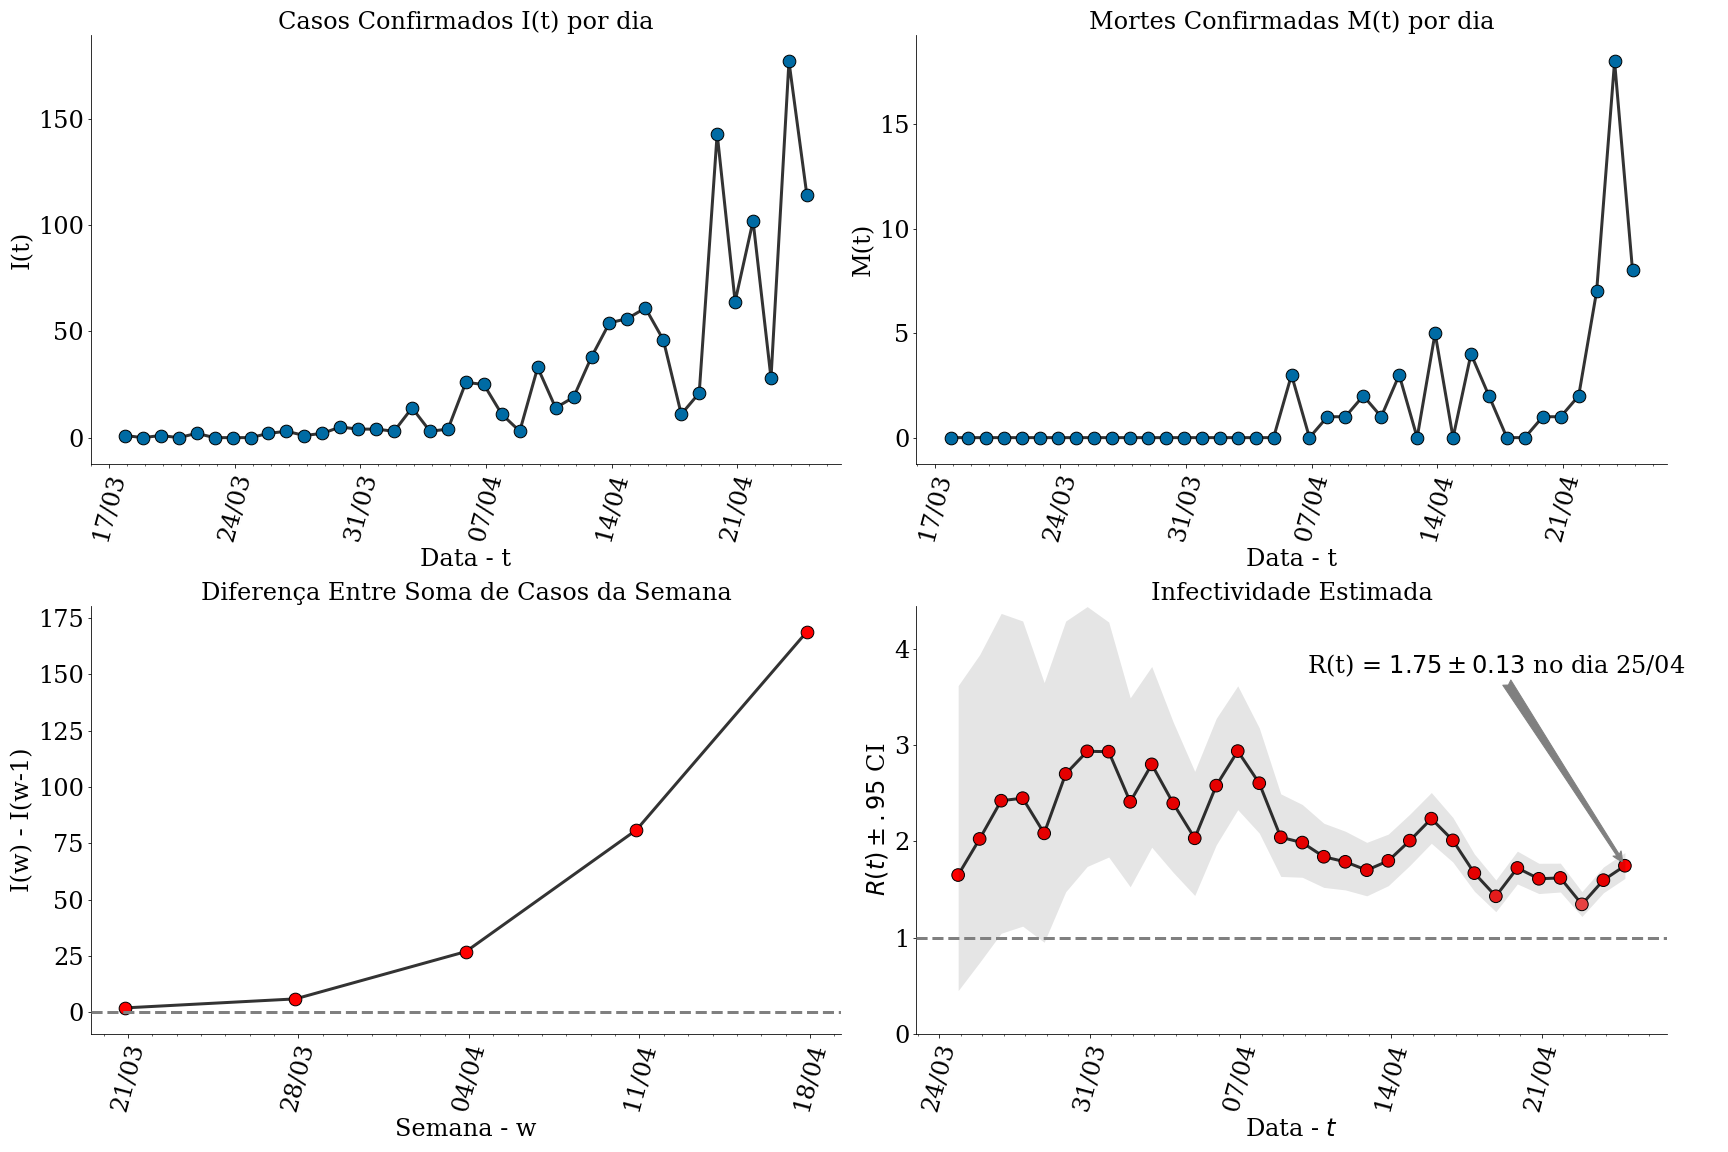 Casos Confirmados I(t) por dia
I(t)
150
100
50
0
17/03 24/03 31/03 07/04 14/04 21/04
Data - t
Mortes Confirmadas M(t) por dia
M(t)
15
10
5
0
17/03 24/03 31/03 07/04 14/04 21/04
Data - t
Diferença Entre Soma de Casos da Semana
I(w) - I(w-1)
175
150
125
100
75
50
25
0
21/03 28/03 04/04 11/04 18/04
Semana - w
Infectividade Estimada
R(t) ± .95 CI
4
3
2
1
0
R(t) = 1.75 ± 0.13 no dia 25/04
24/03 31/03 07/04 14/04 21/04
Data - t